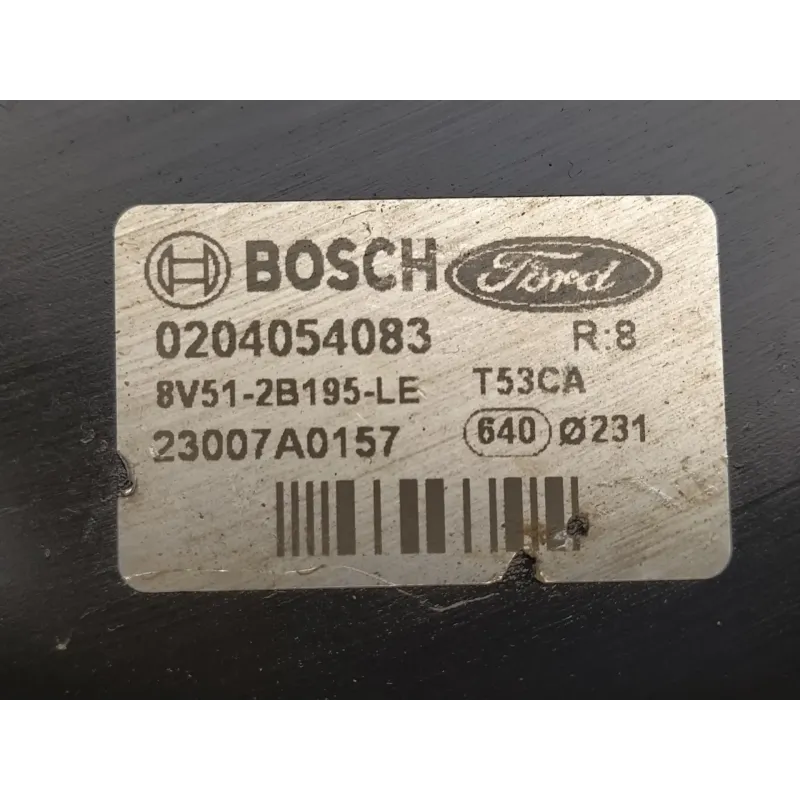 BOSCH Ford
0204054083 R:8
8V51-2B195-LE T53CA
23007A0157 640 Ø231